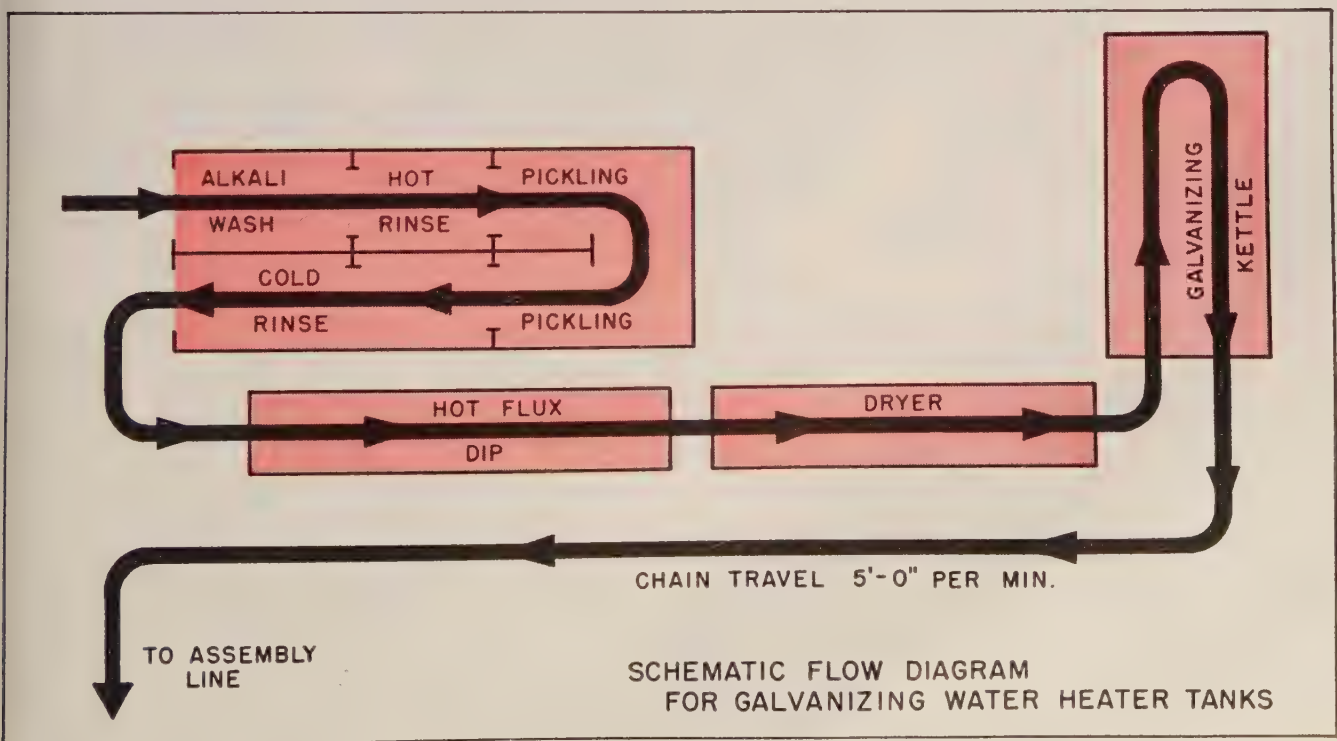 ALKALI
WASH
HOT
RINSE
PICKLING
COLD
RINSE
PICKLING
HOT FLUX
DIP
DRYER
GALVANIZING
KETTLE
CHAIN TRAVEL 5'-0" PER MIN.
TO ASSEMBLY
LINE
SCHEMATIC FLOW DIAGRAM
FOR GALVANIZING WATER HEATER TANKS